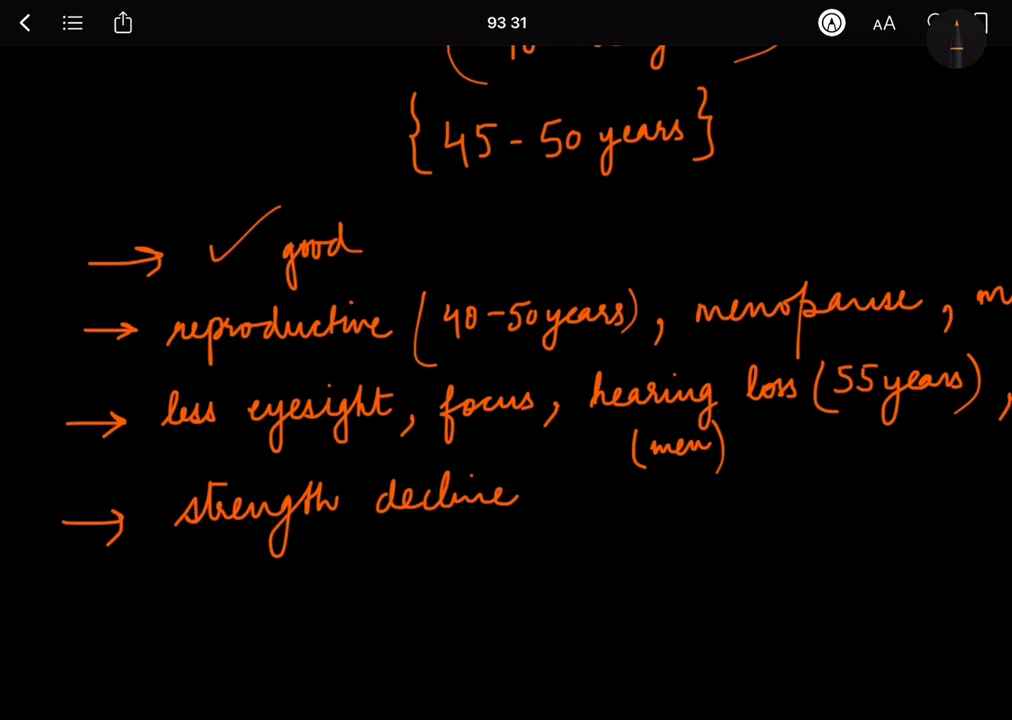 93 31
AA
{45-50 years}
→ ✓ good
→ reproductive (40-50 years), menopause,
→ less eyesight, focus, hearing loss (55 years),
(men)
→ strength decline